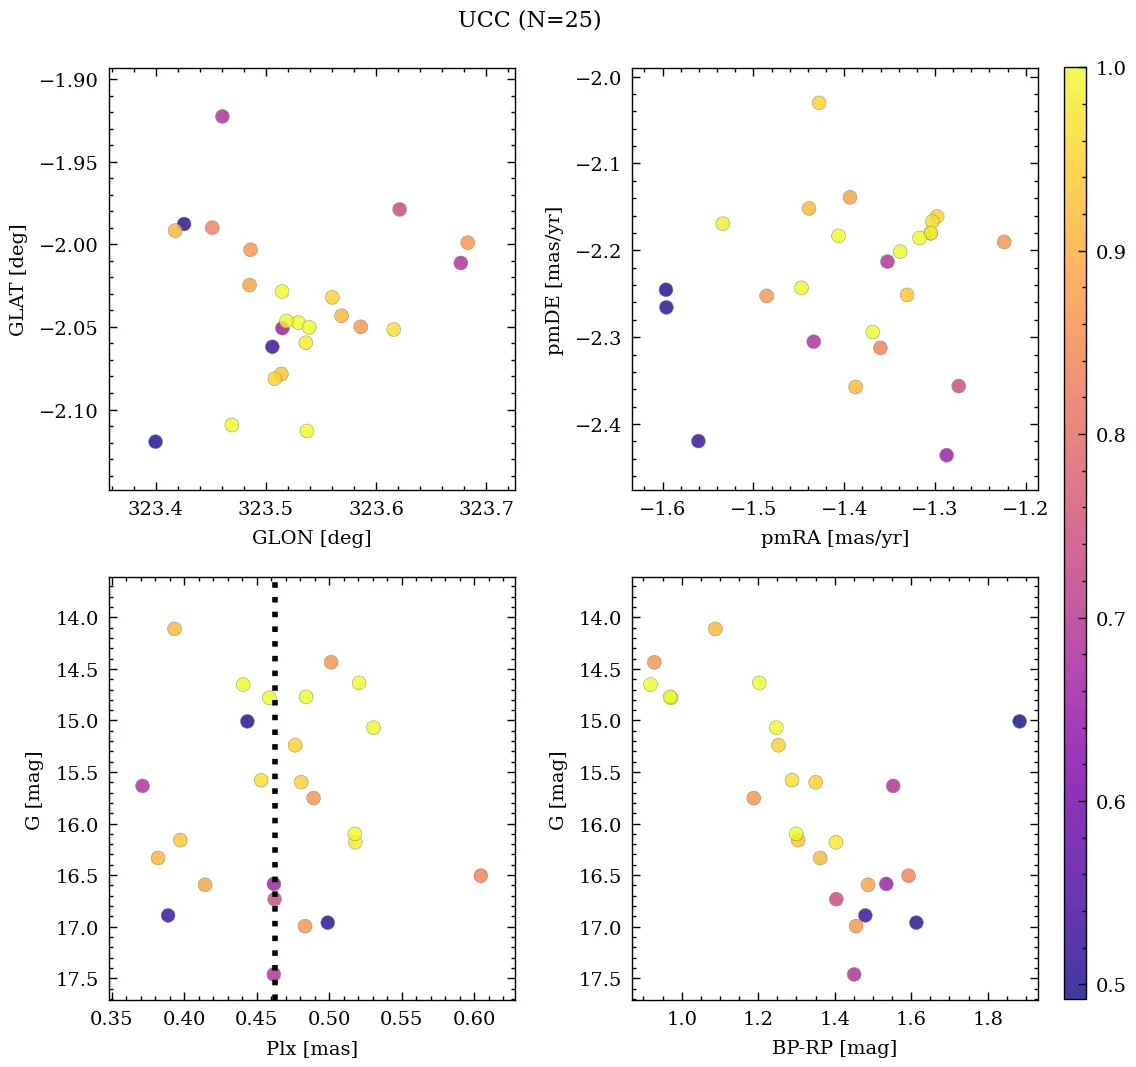 UCC (N=25)
−1.90
−1.95
−2.00
−2.05
−2.10
GLAT [deg]
323.4 323.5 323.6 323.7
GLON [deg]
−2.0
−2.1
−2.2
−2.3
−2.4
pmDE [mas/yr]
−1.6 −1.5 −1.4 −1.3 −1.2
pmRA [mas/yr]
14.0
14.5
15.0
15.5
16.0
16.5
17.0
17.5
G [mag]
0.35 0.40 0.45 0.50 0.55 0.60
Plx [mas]
14.0
14.5
15.0
15.5
16.0
16.5
17.0
17.5
G [mag]
1.0 1.2 1.4 1.6 1.8
BP-RP [mag]
1.0
0.9
0.8
0.7
0.6
0.5